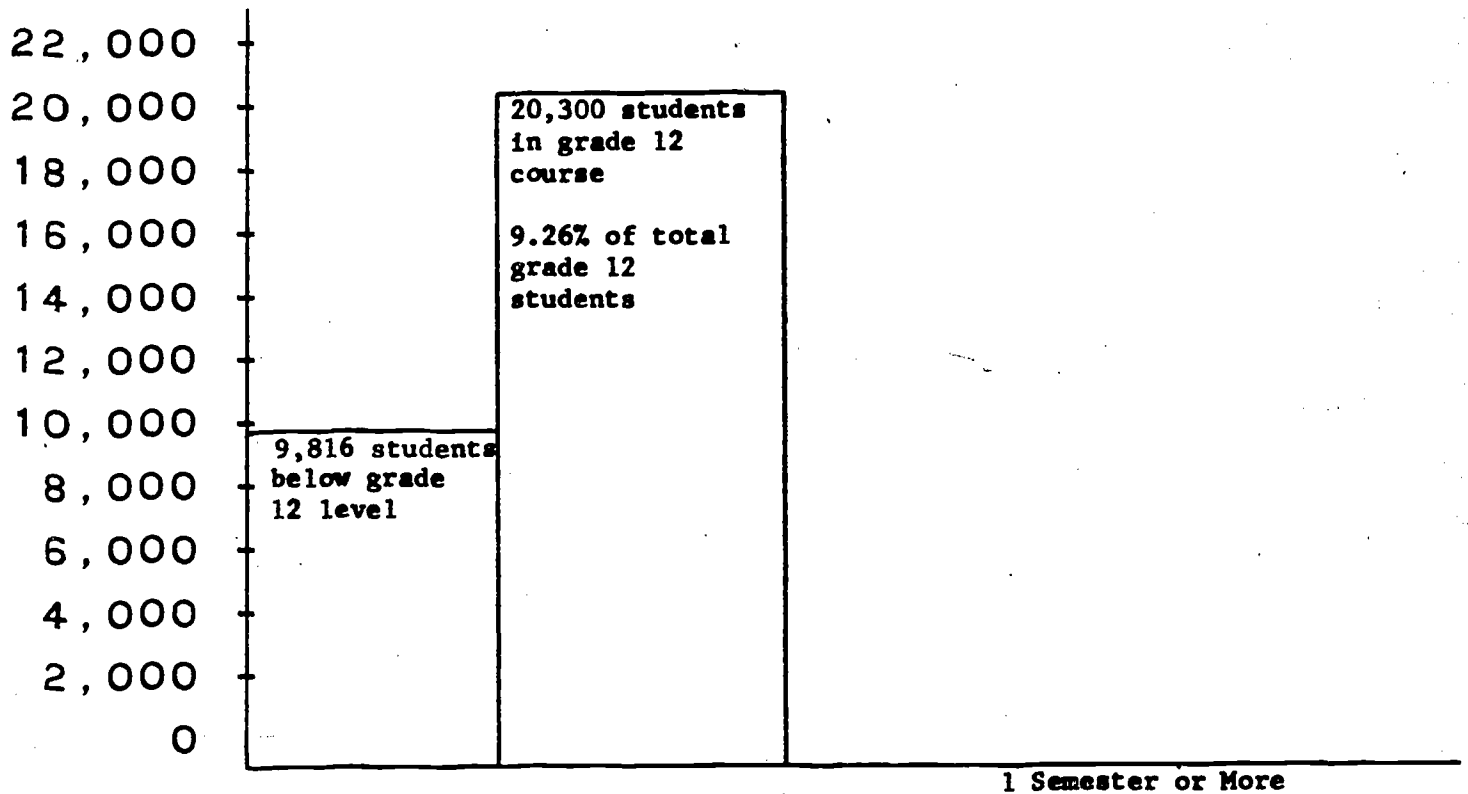 22,000
20,000
18,000
16,000
14,000
12,000
10,000
8,000
6,000
4,000
2,000
0
9,816 students
below grade
12 level
20,300 students
in grade 12
course
9.26% of total
grade 12
students
1 Semester or More